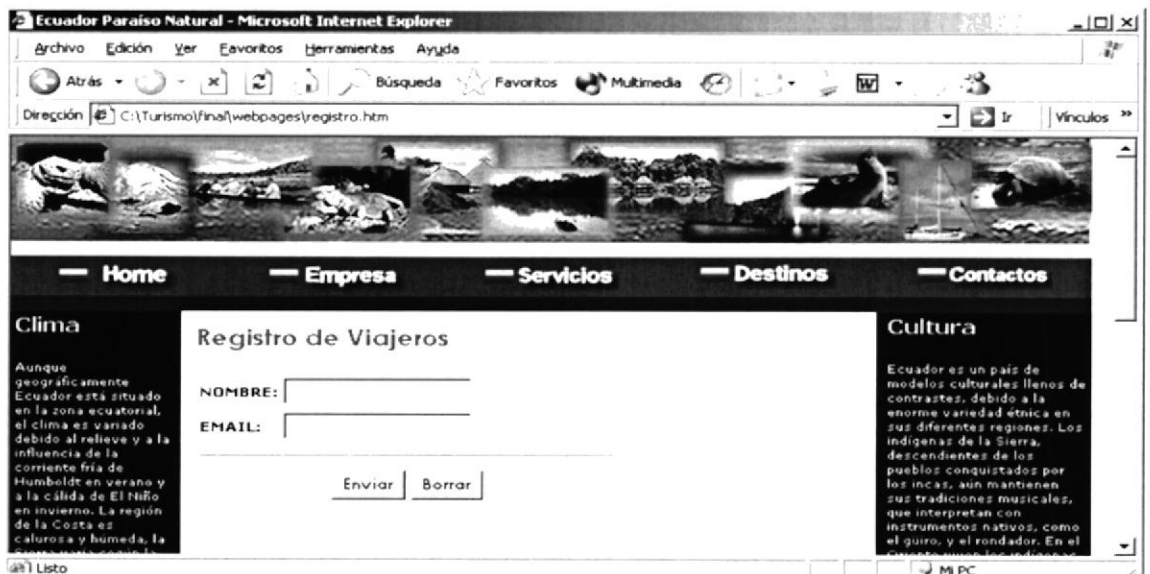 Ecuador Paraíso Natural - Microsoft Internet Explorer
Archivo Edición Ver Favoritos Herramientas Ayuda
Atrás Búsqueda Favoritos Multimedia
Dirección C:\Turismo\final\webpages\registro.htm Ir Vínculos »
Home Empresa Servicios Destinos Contactos
Clima
Aunque
geográficamente
Ecuador está situado
en la zona ecuatorial,
el clima es variado
debido al relieve y a la
influencia de la
corriente fría de
Humboldt en verano y
a la cálida de El Niño
en invierno. La región
de la Costa es
calurosa y húmeda, la
Registro de Viajeros
NOMBRE:
EMAIL:
Enviar Borrar
Cultura
Ecuador es un país de
modelos culturales llenos de
contrastes, debido a la
enorme variedad étnica en
sus diferentes regiones. Los
indígenas de la Sierra,
descendientes de los
pueblos conquistados por
los incas, aún mantienen
sus tradiciones musicales,
que interpretan con
instrumentos nativos, como
el guiro, y el rondador. En el
Listo Mi PC